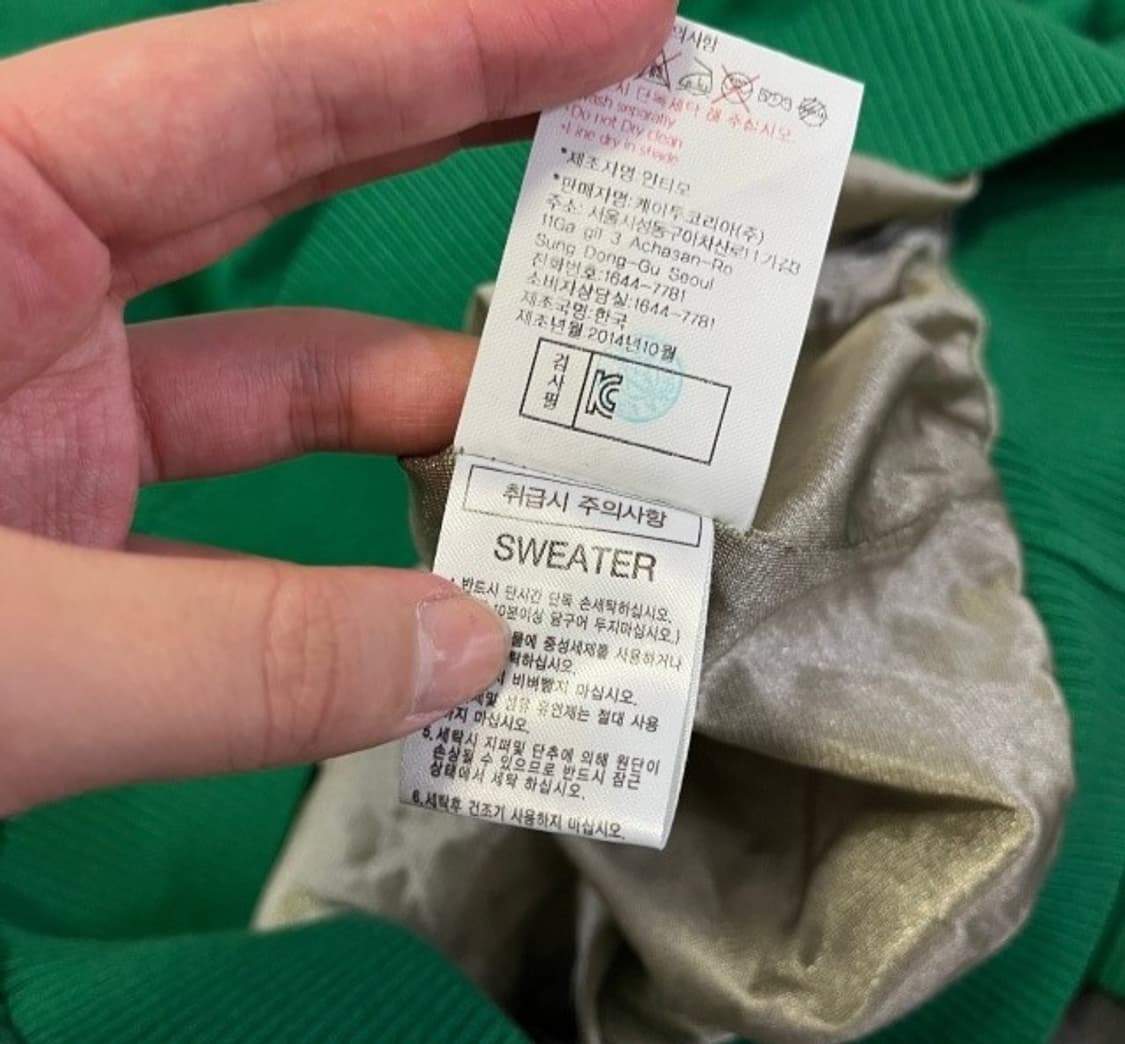 의사항
시 단독세탁 해 주십시오
Wash separately
Do not Dry clean
Line dry in shade
*제조자명:인티모
*판매자명:케이투코리아(주)
주소: 서울시성동구아차산로11가길3
11Ga gil 3 Achasan-Ro
Sung Dong-Gu Seoul
전화번호:1644-7781
소비자상담실:1644-7781
제조국명:한국
제조년월:2014년10월
검사필
KC
취급시 주의사항
SWEATER
반드시 단시간 단독 손세탁하십시오.
10분이상 담구어 두지마십시오.)
물에 중성세제를 사용하거나
탁하십시오.
비벼빨지 마십시오.
유연제는 절대 사용
하지 마십시오.
5.세탁시 지퍼및 단추에 의해 원단이
손상될 수 있으므로 반드시 잠근
상태에서 세탁 하십시오.
6.세탁후 건조기 사용하지 마십시오.